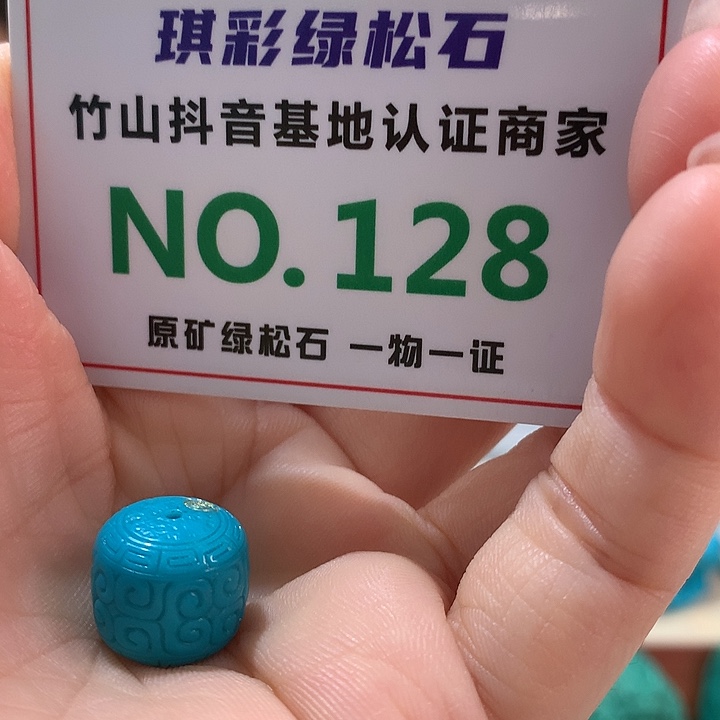 琪彩绿松石
竹山抖音基地认证商家
NO.128
原矿绿松石 一物一证